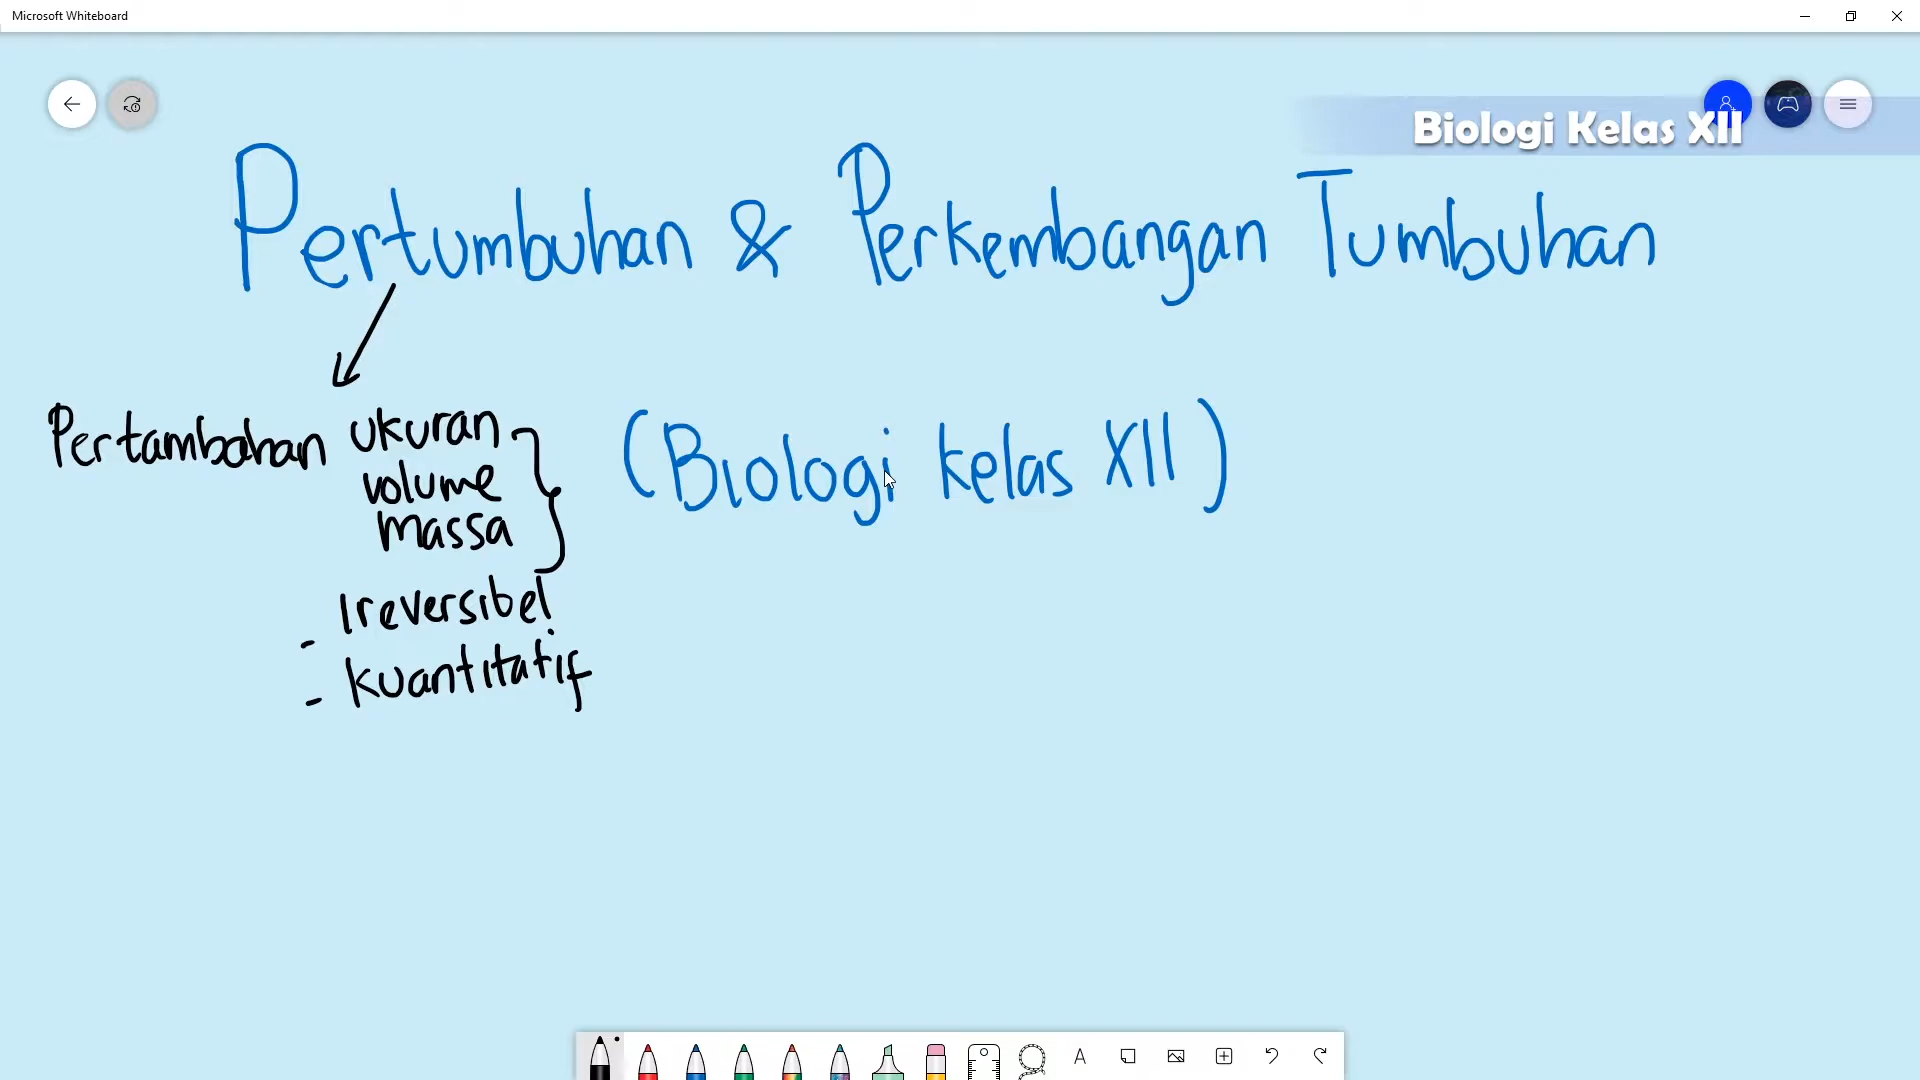 Microsoft Whiteboard
Biologi Kelas XII
Pertumbuhan & Perkembangan Tumbuhan
Pertambahan ukuran
volume
massa
(Biologi kelas XII)
- Ireversibel
- kuantitatif
A